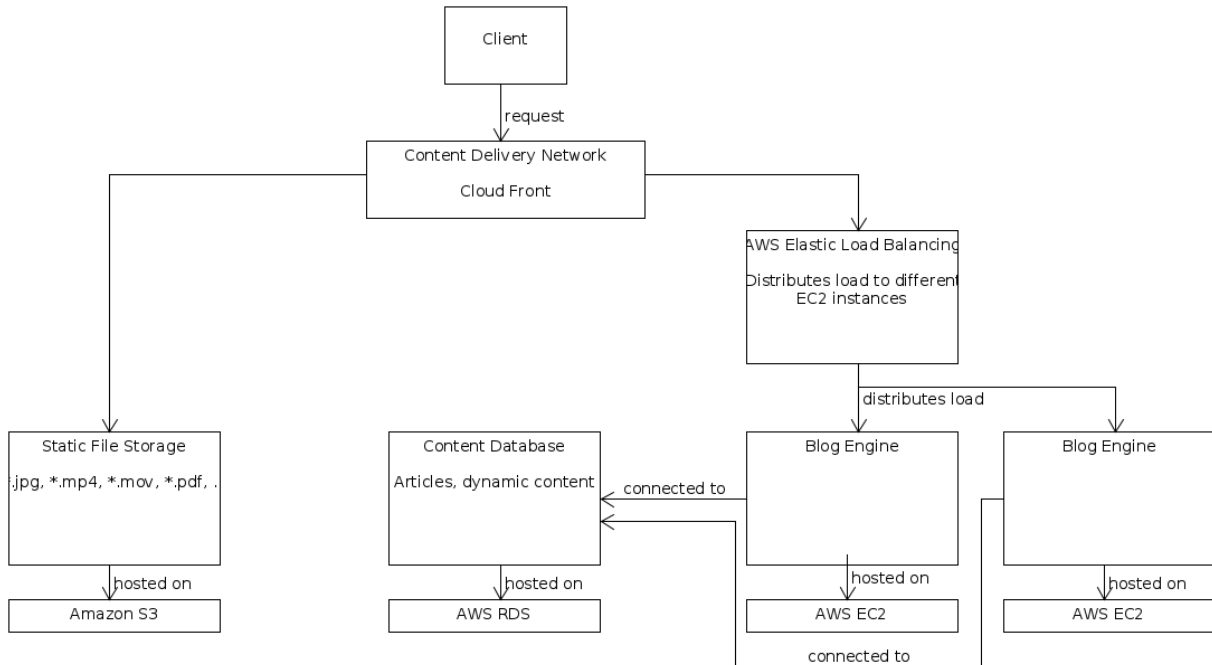 Client
request
Content Delivery Network
Cloud Front
AWS Elastic Load Balancing
Distributes load to different
EC2 instances
distributes load
Static File Storage
*.jpg, *.mp4, *.mov, *.pdf, .
hosted on
Amazon S3
Content Database
Articles, dynamic content
hosted on
AWS RDS
connected to
Blog Engine
hosted on
AWS EC2
Blog Engine
hosted on
AWS EC2
connected to